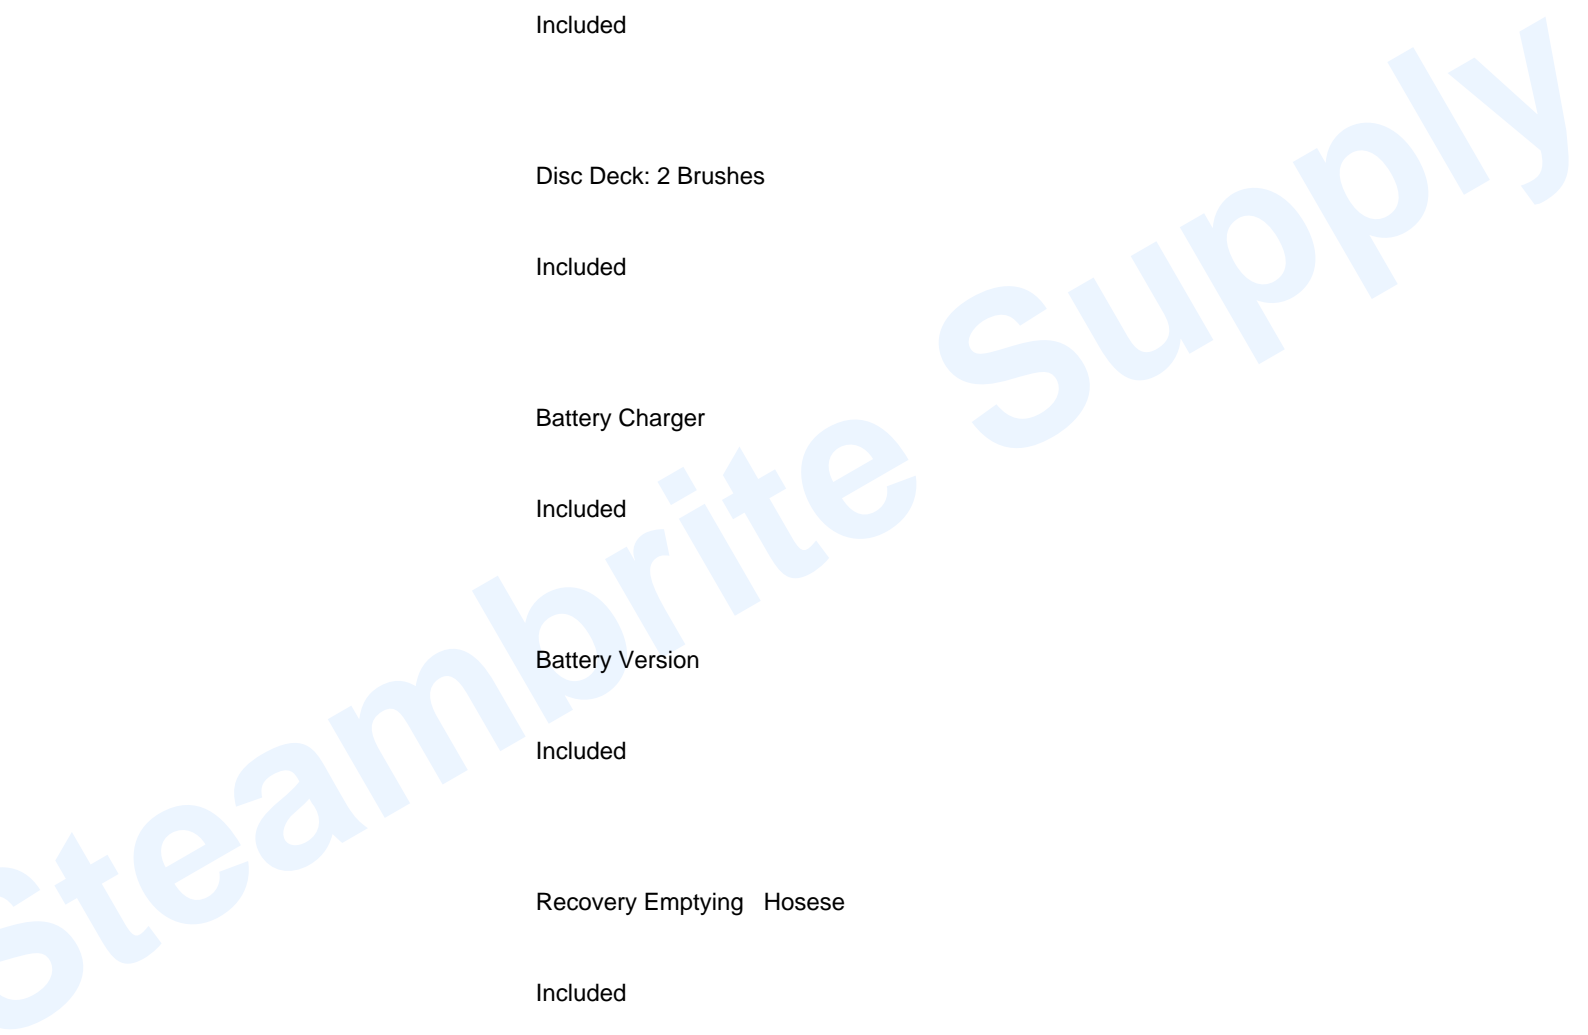 Included
Disc Deck: 2 Brushes
Included
Battery Charger
Included
Battery Version
Included
Recovery Emptying   Hosese
Included
Steambrite Supply